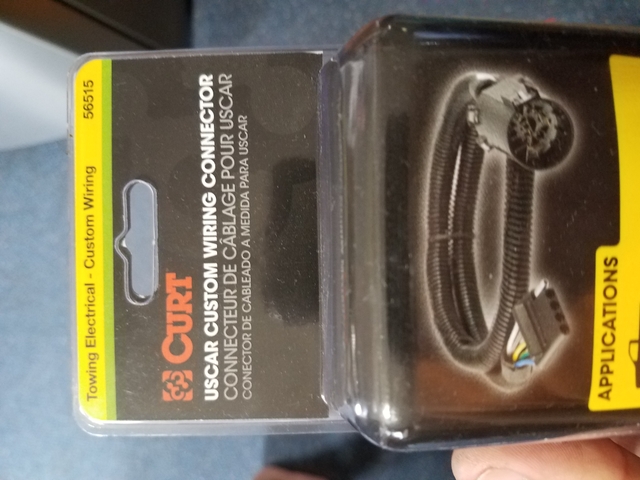 Towing Electrical - Custom Wiring 56515
CURT
USCAR CUSTOM WIRING CONNECTOR
CONNECTEUR DE CÂBLAGE POUR USCAR
CONECTOR DE CABLEADO A MEDIDA PARA USCAR
APPLICATIONS